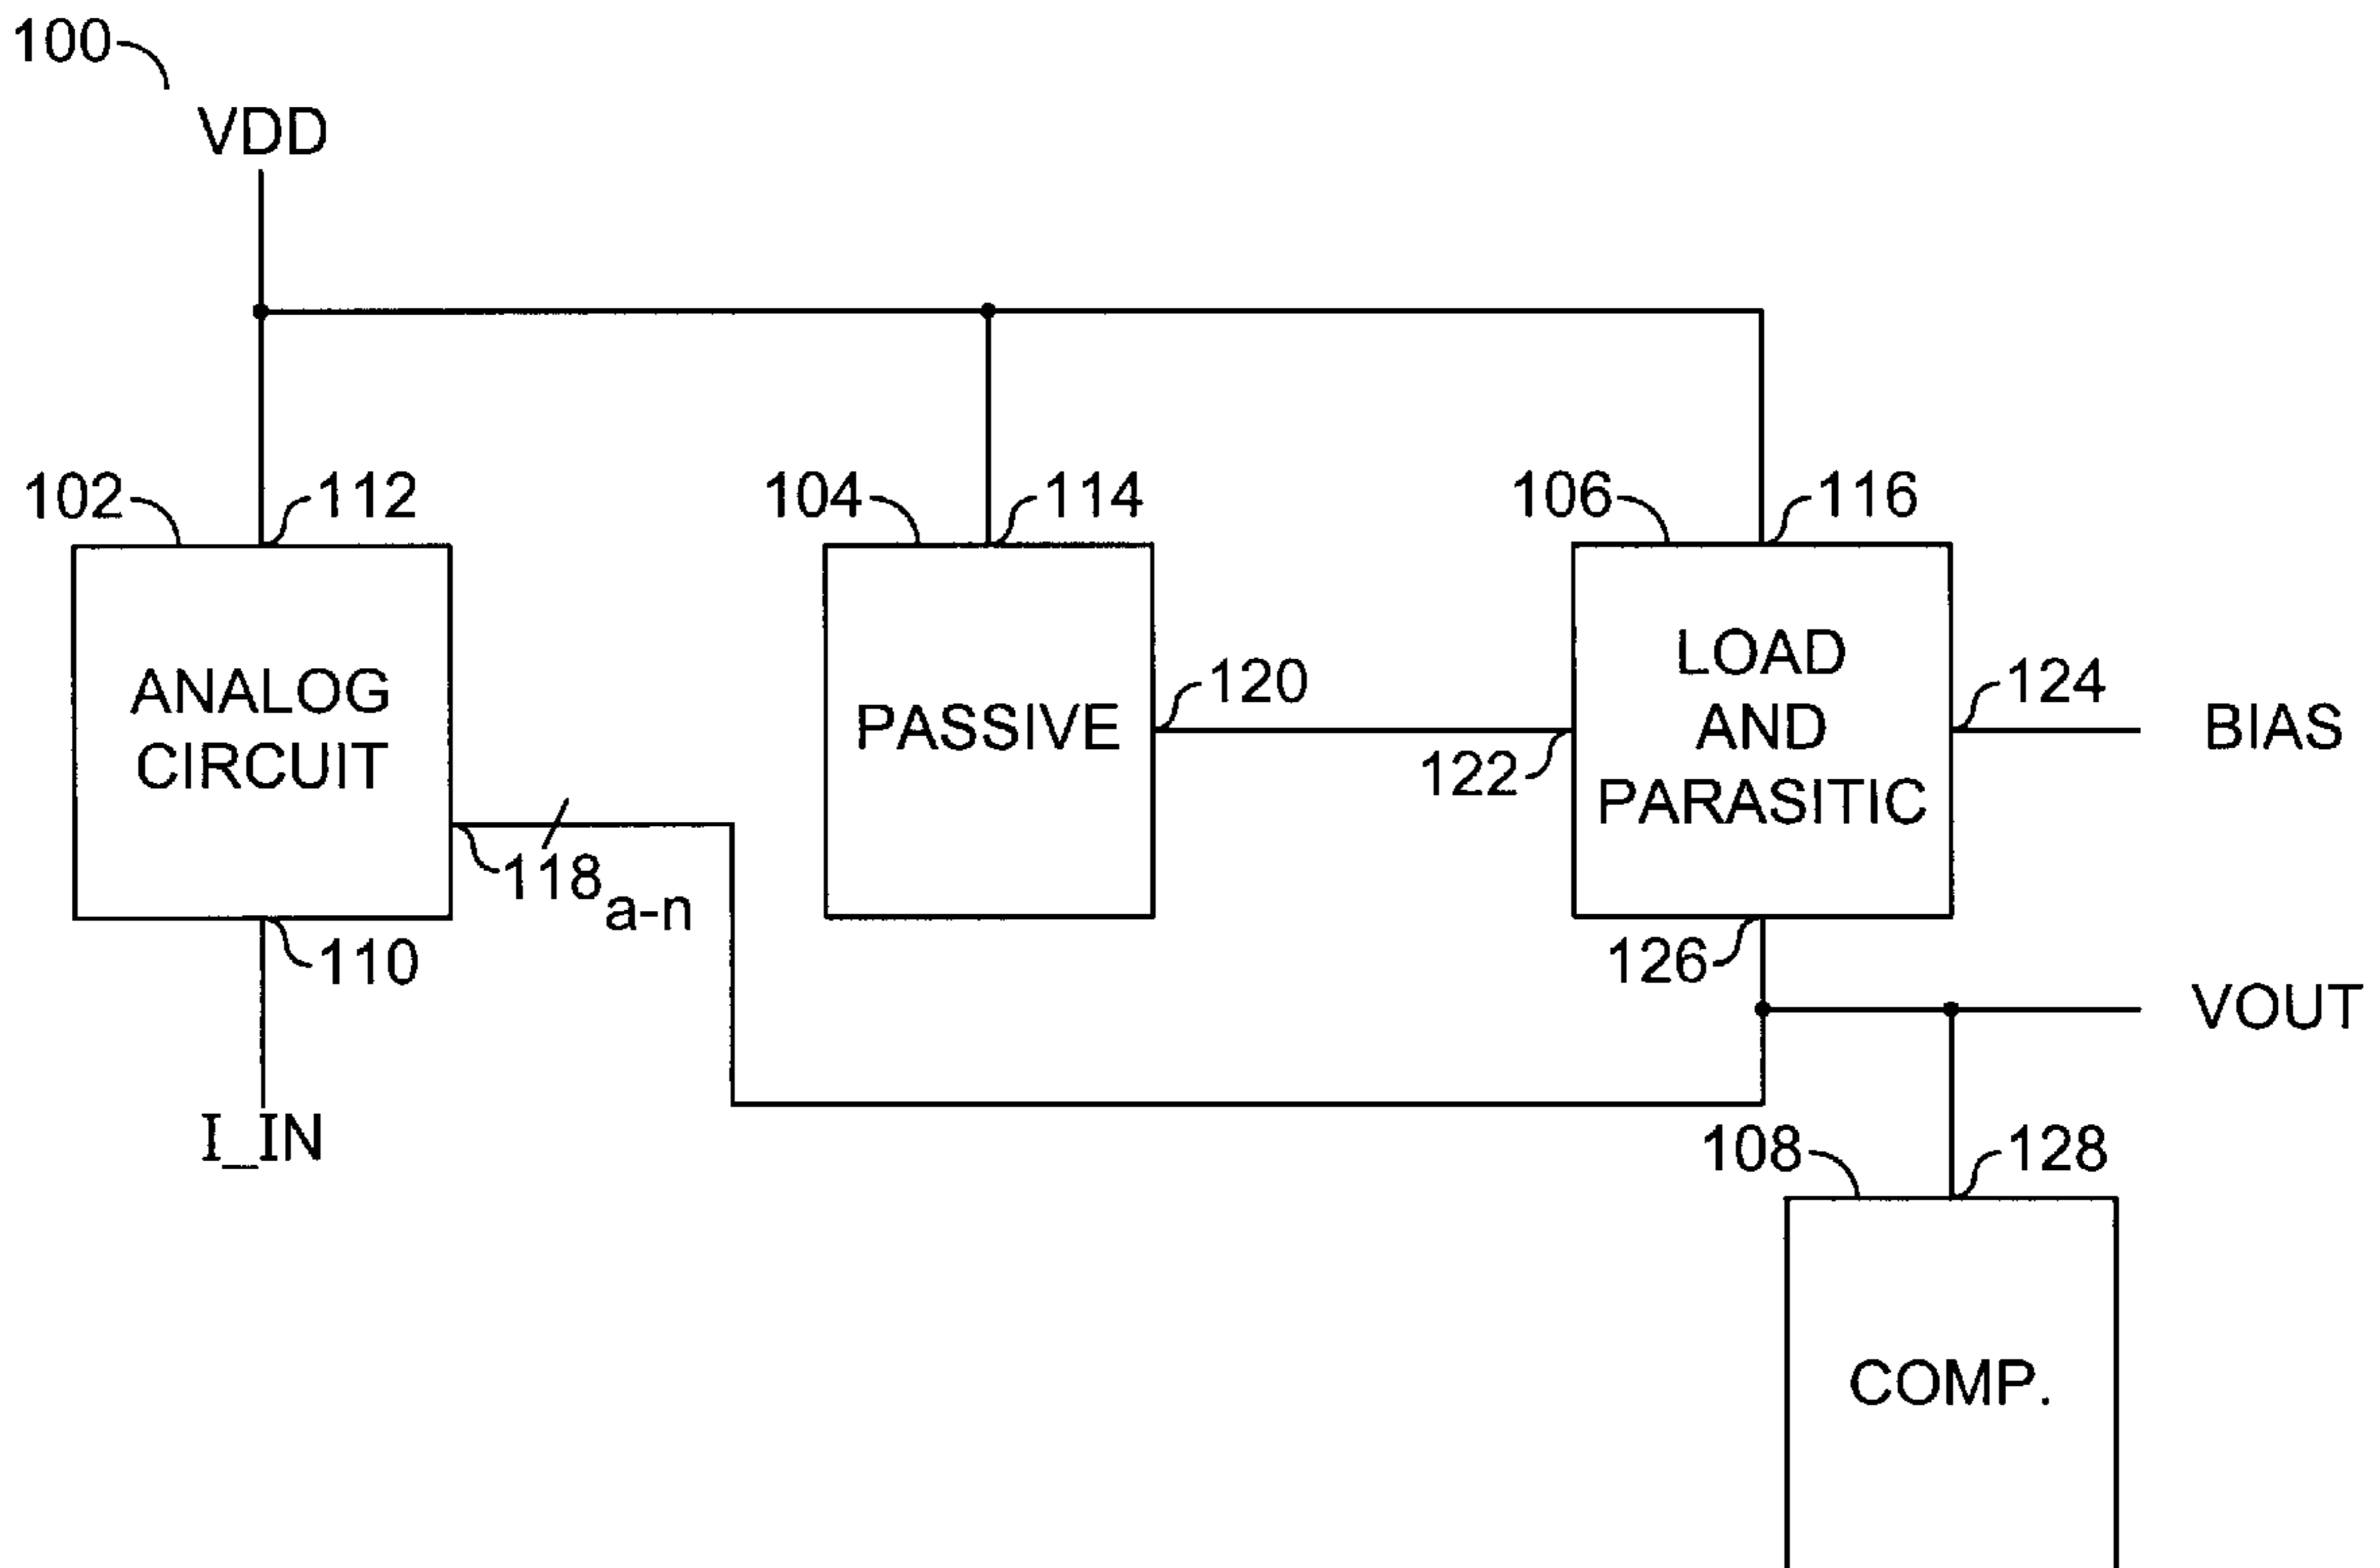 100
VDD
102
112
104
114
106
116
ANALOG
CIRCUIT
PASSIVE
LOAD
AND
PARASITIC
120
122
124
BIAS
118a-n
110
126
VOUT
I_IN
108
128
COMP.